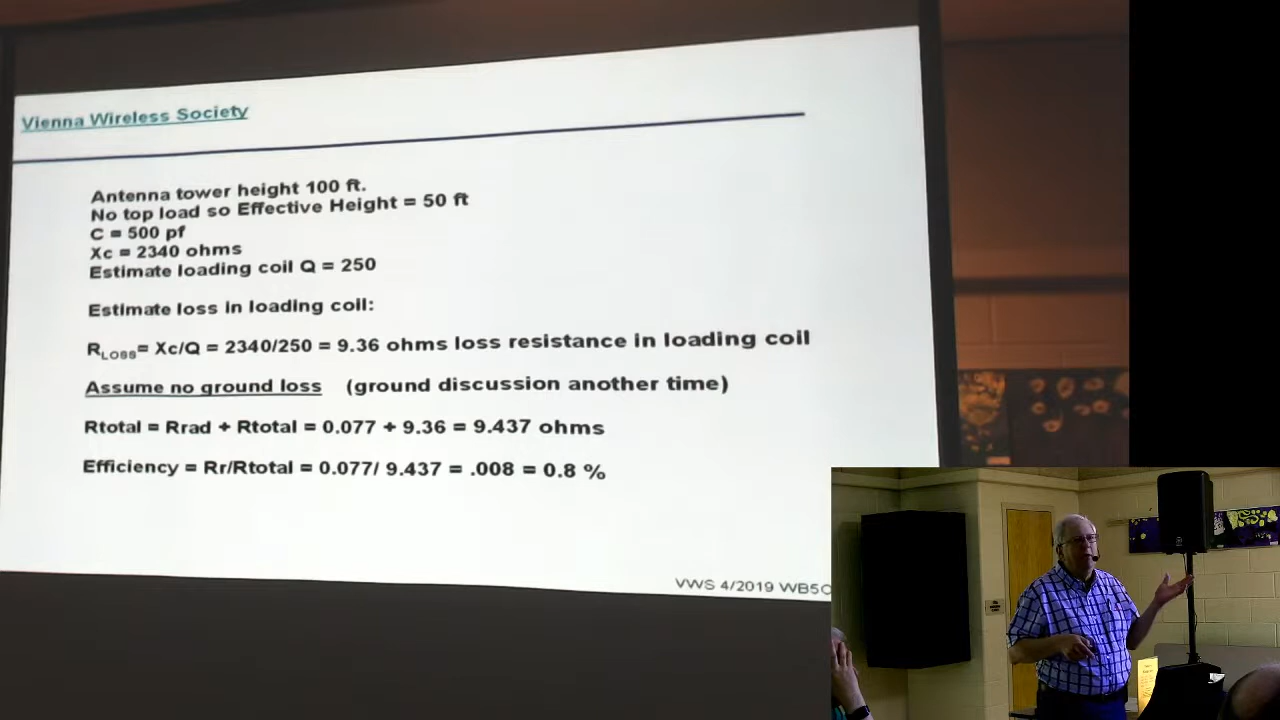 Vienna Wireless Society
Antenna tower height 100 ft.
No top load so Effective Height = 50 ft
C = 500 pf
Xc = 2340 ohms
Estimate loading coil Q = 250
Estimate loss in loading coil:
RLOSS= Xc/Q = 2340/250 = 9.36 ohms loss resistance in loading coil
Assume no ground loss (ground discussion another time)
Rtotal = Rrad + Rtotal = 0.077 + 9.36 = 9.437 ohms
Efficiency = Rr/Rtotal = 0.077/ 9.437 = .008 = 0.8 %
VWS 4/2019